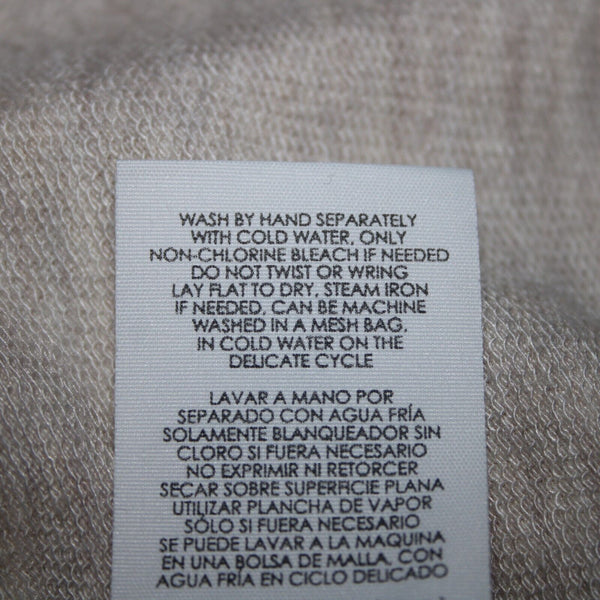 WASH BY HAND SEPARATELY
WITH COLD WATER, ONLY
NON-CHLORINE BLEACH IF NEEDED
DO NOT TWIST OR WRING
LAY FLAT TO DRY, STEAM IRON
IF NEEDED, CAN BE MACHINE
WASHED IN A MESH BAG,
IN COLD WATER ON THE
DELICATE CYCLE
LAVAR A MANO POR
SEPARADO CON AGUA FRÍA
SOLAMENTE BLANQUEADOR SIN
CLORO SI FUERA NECESARIO
NO EXPRIMIR NI RETORCER
SECAR SOBRE SUPERFICIE PLANA
UTILIZAR PLANCHA DE VAPOR
SÓLO SI FUERA NECESARIO
SE PUEDE LAVAR A LA MAQUINA
EN UNA BOLSA DE MALLA, CON
AGUA FRÍA EN CICLO DELICADO